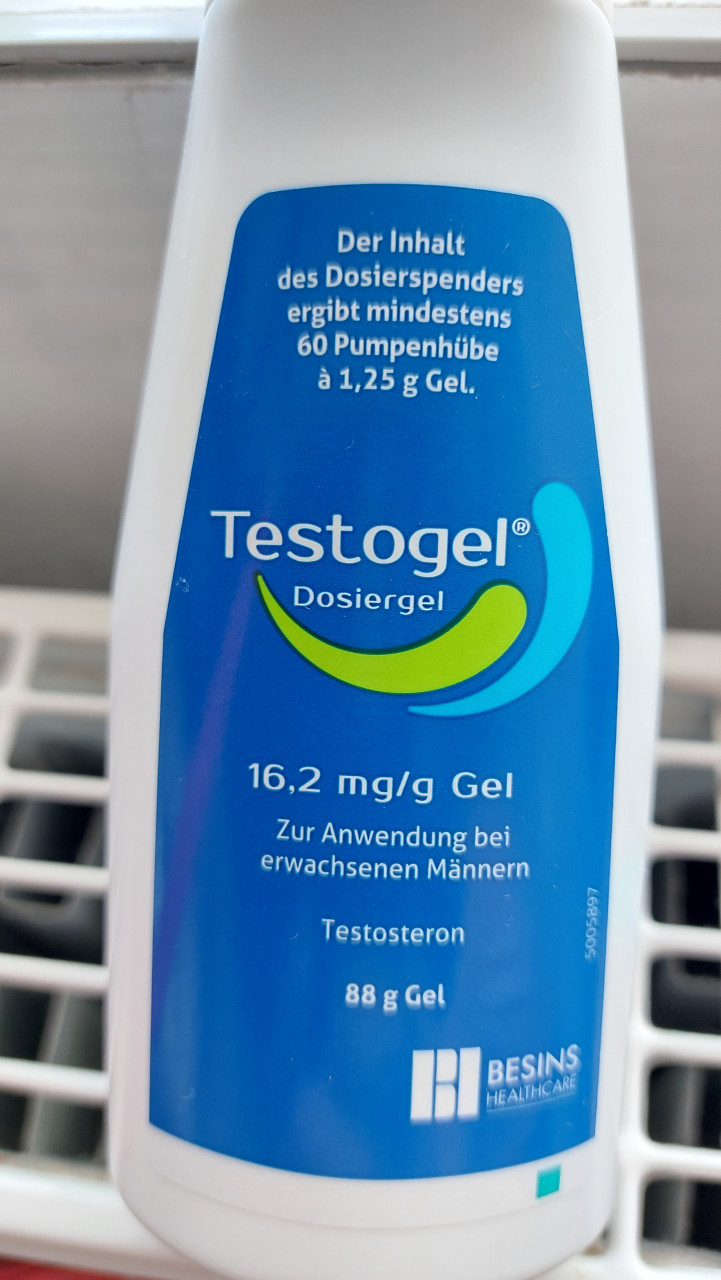 Der Inhalt
des Dosierspenders
ergibt mindestens
60 Pumpenhübe
à 1,25 g Gel.
Testogel®
Dosiergel
16,2 mg/g Gel
Zur Anwendung bei
erwachsenen Männern
Testosteron
88 g Gel
5005897
BESINS
HEALTHCARE